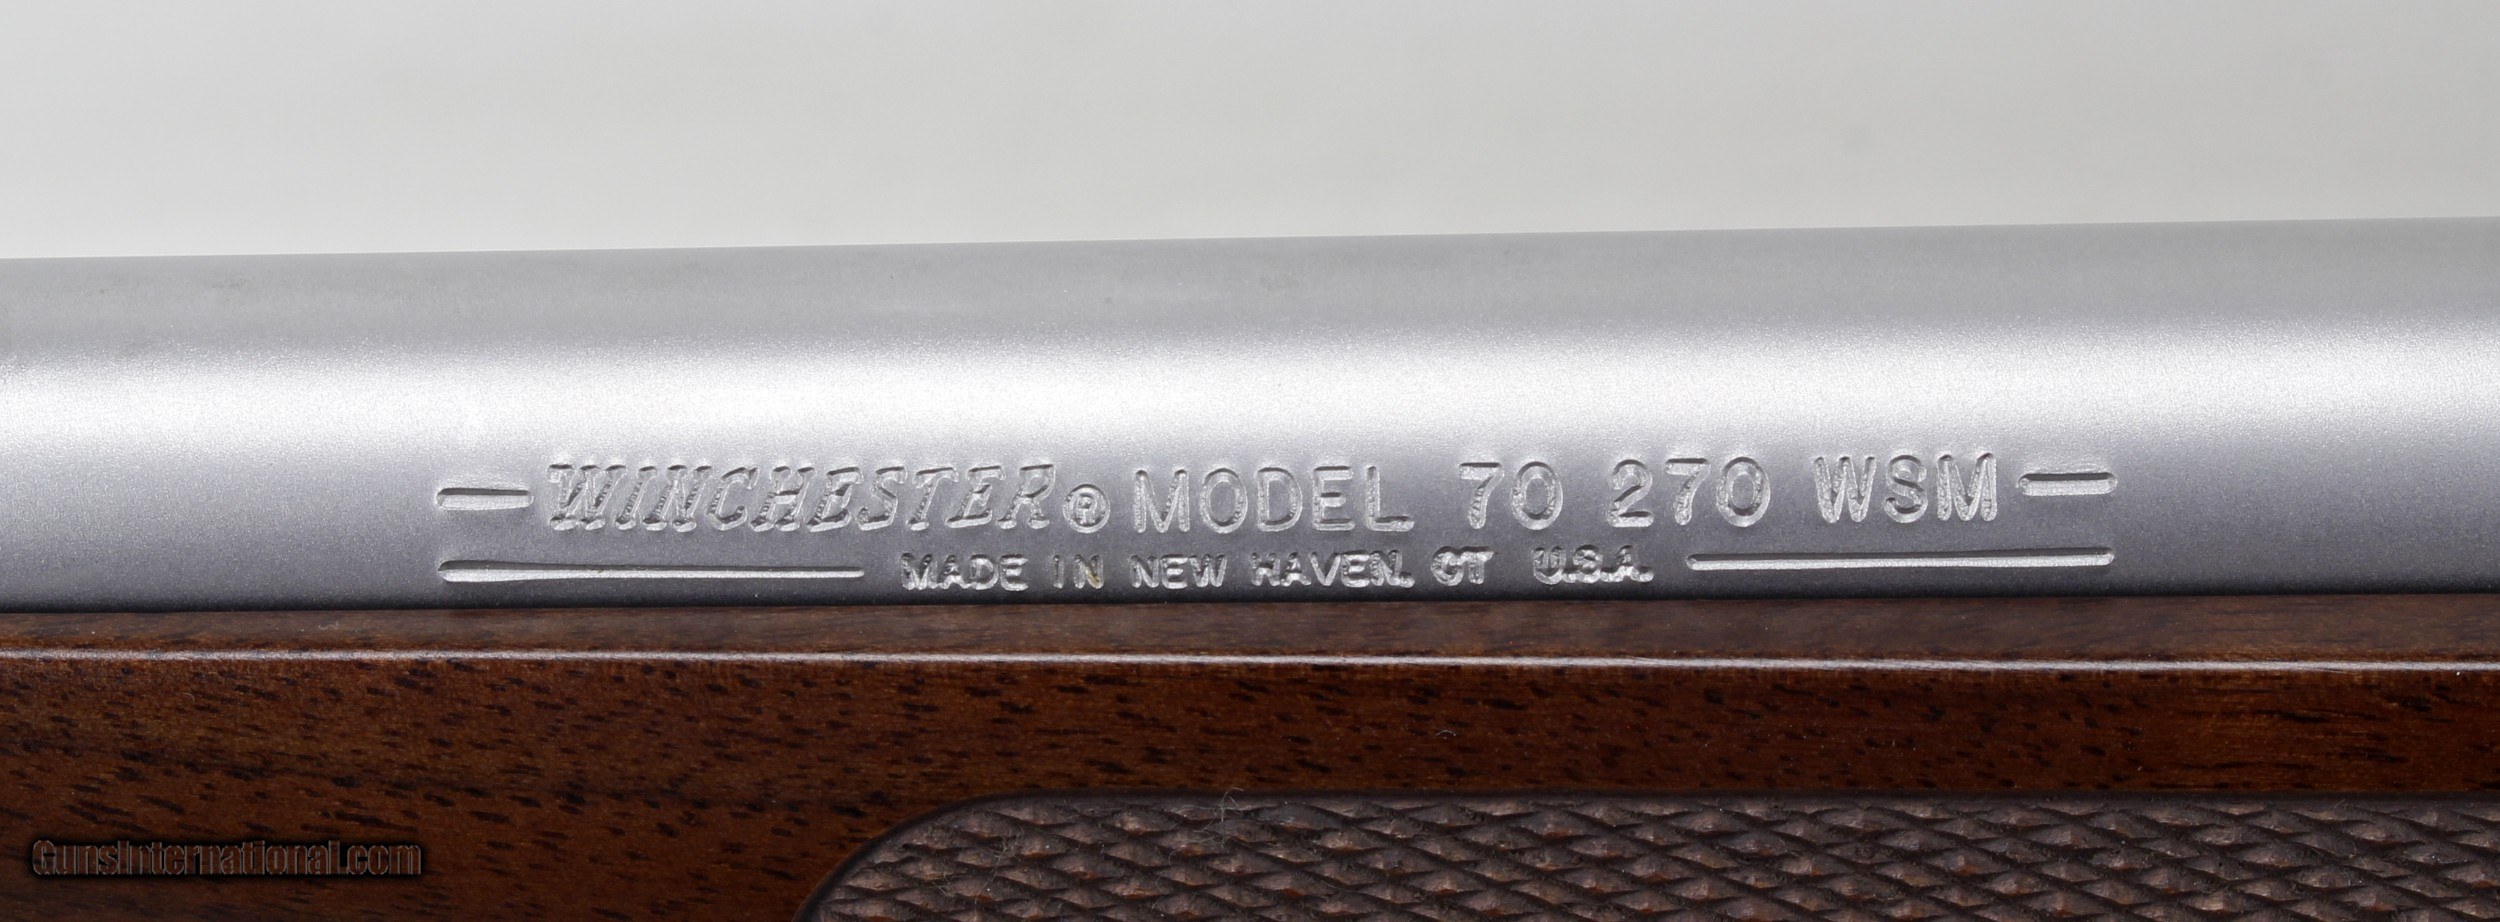 WINCHESTER® MODEL 70 270 WSM
MADE IN NEW HAVEN. CT U.S.A.
GunsInternational.com